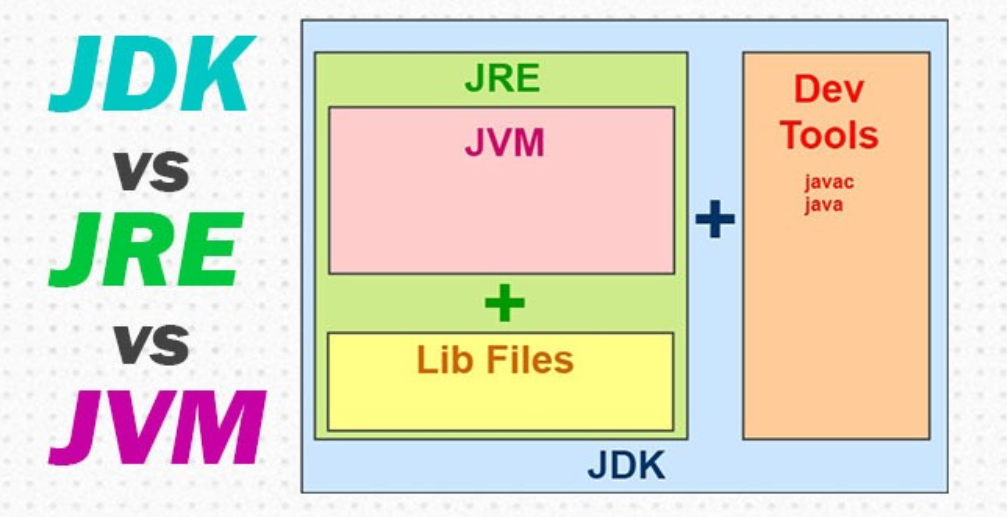 JDK
vs
JRE
vs
JVM
JRE
JVM
+
Lib Files
+
Dev
Tools
javac
java
JDK